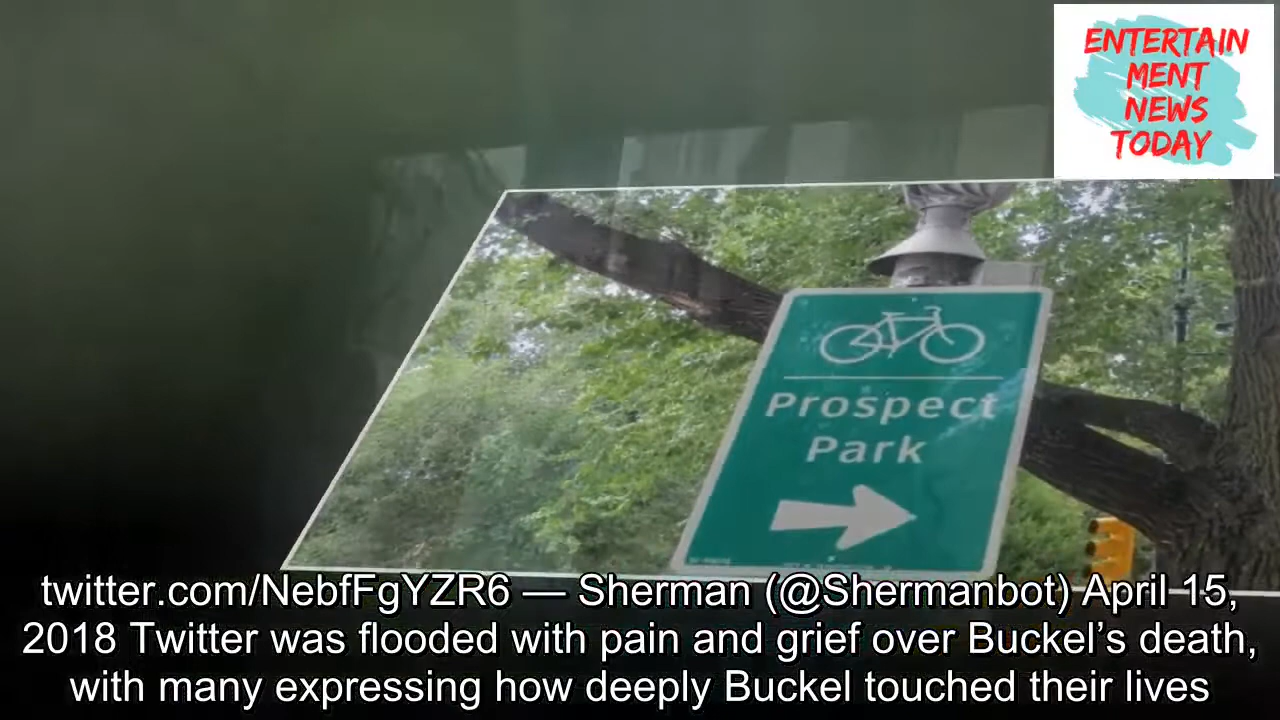 ENTERTAIN
MENT
NEWS
TODAY
Prospect
Park
twitter.com/NebfFgYZR6 — Sherman (@Shermanbot) April 15,
2018 Twitter was flooded with pain and grief over Buckel’s death,
with many expressing how deeply Buckel touched their lives